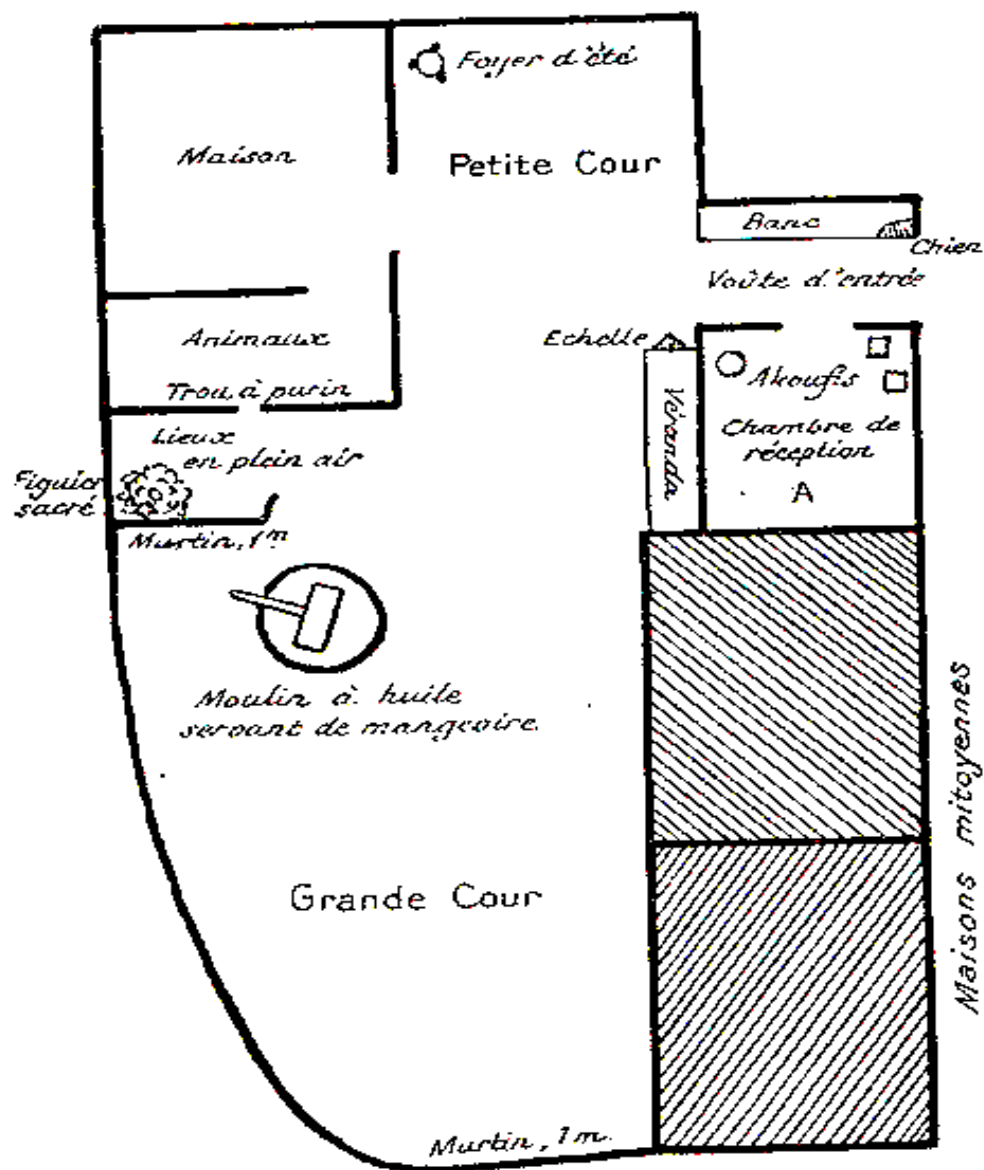 Foyer d'été
Maison
Petite Cour
Banc
Chien
Voûte d'entrée
Animaux
Echelle
Akoufis
Trou à purin
Véranda
Chambre de
réception
A
Lieux
en plein air
Figuier
sacré
Murtin, 1m
Moulin à huile
servant de mangeoire
Maisons mitoyennes
Grande Cour
Murtin, 1m.